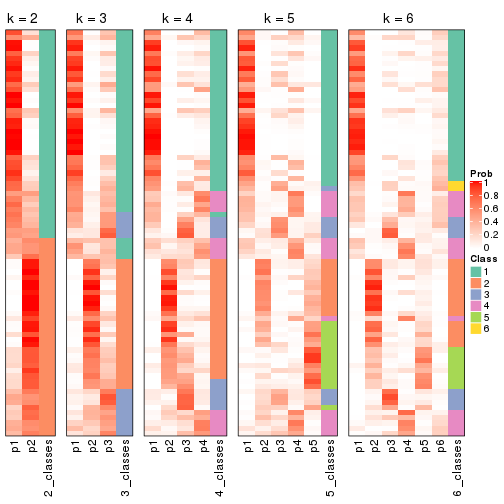 k = 2
k = 3
k = 4
k = 5
k = 6
p1
p2
2_classes
p1
p2
p3
3_classes
p1
p2
p3
p4
4_classes
p1
p2
p3
p4
p5
5_classes
p1
p2
p3
p4
p5
p6
6_classes
Prob
1
0.8
0.6
0.4
0.2
0
Class
1
2
3
4
5
6